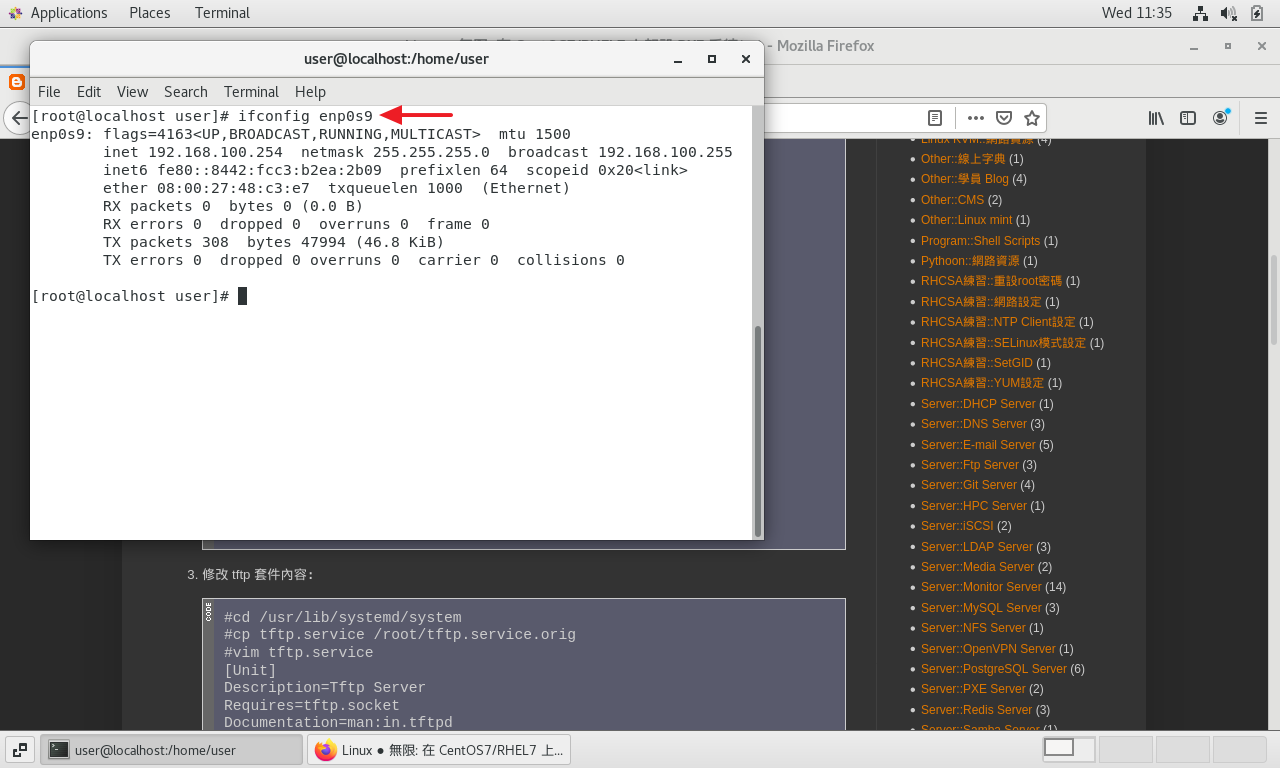 Applications Places Terminal
Wed 11:35
- Mozilla Firefox
user@localhost:/home/user
File Edit View Search Terminal Help
[root@localhost user]# ifconfig enp0s9
enp0s9: flags=4163<UP,BROADCAST,RUNNING,MULTICAST>  mtu 1500
        inet 192.168.100.254  netmask 255.255.255.0  broadcast 192.168.100.255
        inet6 fe80::8442:fcc3:b2ea:2b09  prefixlen 64  scopeid 0x20<link>
        ether 08:00:27:48:c3:e7  txqueuelen 1000  (Ethernet)
        RX packets 0  bytes 0 (0.0 B)
        RX errors 0  dropped 0  overruns 0  frame 0
        TX packets 308  bytes 47994 (46.8 KiB)
        TX errors 0  dropped 0 overruns 0  carrier 0  collisions 0
[root@localhost user]#
3. 修改 tftp 套件內容:
CODE
#cd /usr/lib/systemd/system
#cp tftp.service /root/tftp.service.orig
#vim tftp.service
[Unit]
Description=Tftp Server
Requires=tftp.socket
Documentation=man:in.tftpd
Linux KVM::網路資源 (4)
Other::線上字典 (1)
Other::學員 Blog (4)
Other::CMS (2)
Other::Linux mint (1)
Program::Shell Scripts (1)
Pythoon::網路資源 (1)
RHCSA練習::重設root密碼 (1)
RHCSA練習::網路設定 (1)
RHCSA練習::NTP Client設定 (1)
RHCSA練習::SELinux模式設定 (1)
RHCSA練習::SetGID (1)
RHCSA練習::YUM設定 (1)
Server::DHCP Server (1)
Server::DNS Server (3)
Server::E-mail Server (5)
Server::Ftp Server (3)
Server::Git Server (4)
Server::HPC Server (1)
Server::iSCSI (2)
Server::LDAP Server (3)
Server::Media Server (2)
Server::Monitor Server (14)
Server::MySQL Server (3)
Server::NFS Server (1)
Server::OpenVPN Server (1)
Server::PostgreSQL Server (6)
Server::PXE Server (2)
Server::Redis Server (3)
Server::Samba Server (1)
user@localhost:/home/user
Linux ● 無限: 在 CentOS7/RHEL7 上...